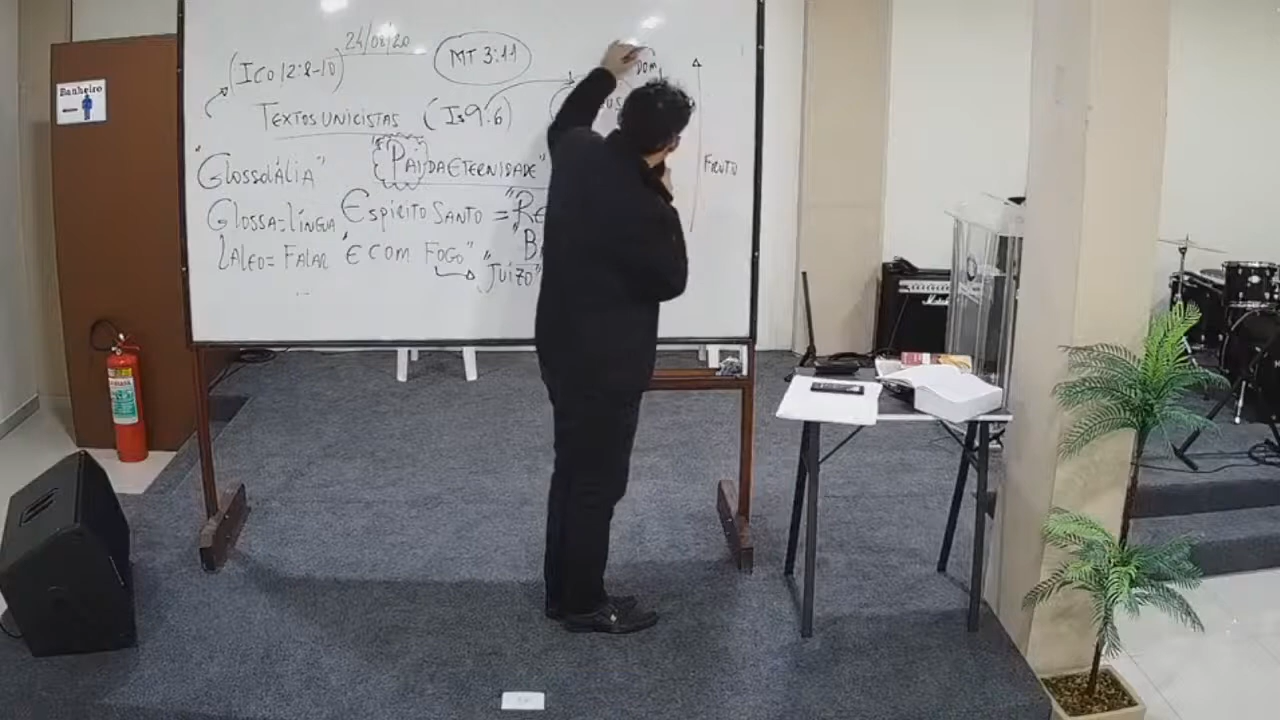 24/08/20
(ICO 12:8-10)
MT 3:11
DOM
TEXTOS UNICISTAS (IS 9:6)
"GLOSSOLÁLIA"
"PAI DA ETERNIDADE"
FRUTO
GLOSSA=LÍNGUA
ESPÍRITO SANTO =
LALEO= FALAR
"E COM FOGO"
"JUÍZO"
Banheiro